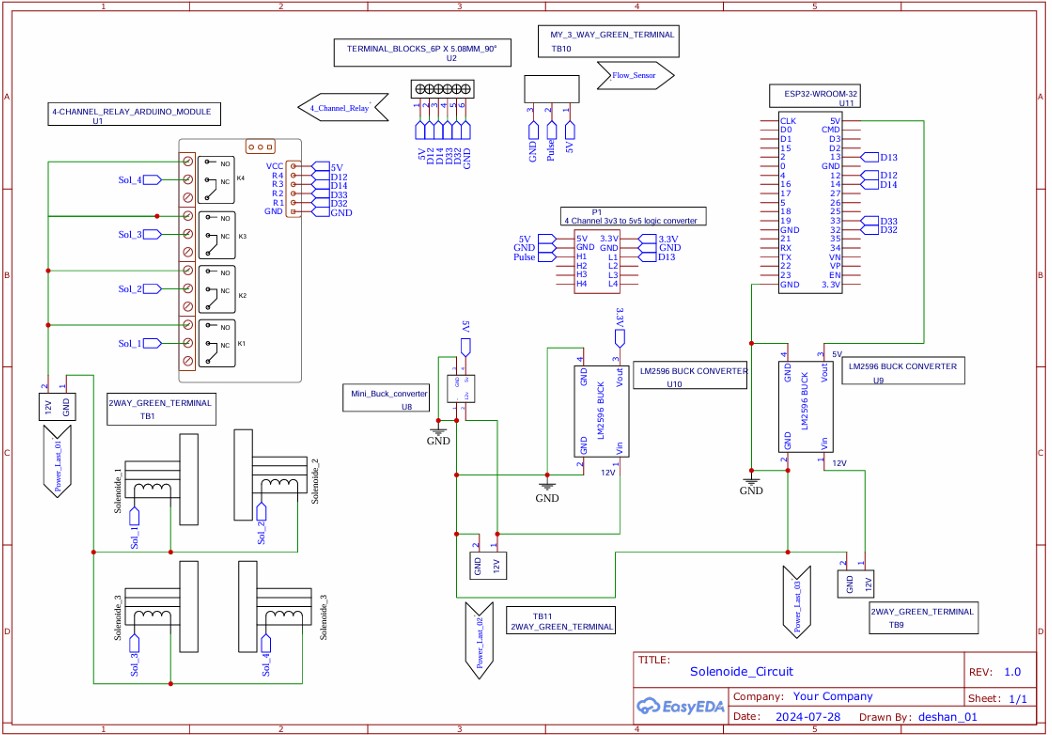 1 2 3 4 5
A
B
C
D
TERMINAL_BLOCKS_6P X 5.08MM_90°
U2
1 2 3 4 5 6
5V D12 D14 D33 D32 GND
4_Channel_Relay
MY_3_WAY_GREEN_TERMINAL
TB10
Flow_Sensor
3 2 1
GND Pulse 5V
4-CHANNEL_RELAY_ARDUINO_MODULE
U1
NO
NC
K4
NO
NC
K3
NO
NC
K2
NO
NC
K1
Sol_4
Sol_3
Sol_2
Sol_1
VCC 5V
R4 D12
R3 D14
R2 D33
R1 D32
GND GND
ESP32-WROOM-32
U11
CLK 5V
D0 CMD
D1 D3
15 D2
2 13 D13
0 GND
4 12 D12
16 14 D14
17 27
5 26
18 25
19 33 D33
GND 32 D32
21 35
RX 34
TX VN
22 VP
23 EN
GND 3.3V
P1
4 Channel 3v3 to 5v5 logic converter
5V 5V 3.3V 3.3V
GND GND GND GND
Pulse H1 L1 D13
H2 L2
H3 L3
H4 L4
2 1
12V GND
2WAY_GREEN_TERMINAL
TB1
Power_Last_01
Mini_Buck_converter
U8
5V
GND
3.3V
4 3
GND Vout
LM2596 BUCK
GND Vin
2 1
12V
GND
LM2596 BUCK CONVERTER
U10
4 3 5V
GND Vout
LM2596 BUCK
GND Vin
2 1
12V
GND
LM2596 BUCK CONVERTER
U9
Solenoide_1
Sol_1
Solenoide_2
Sol_2
Solenoide_3
Sol_3
Solenoide_3
Sol_4
2 1
GND 12V
Power_Last_02
TB11
2WAY_GREEN_TERMINAL
2 1
GND 12V
Power_Last_03
2WAY_GREEN_TERMINAL
TB9
TITLE:
Solenoide_Circuit
REV: 1.0
EasyEDA
Company: Your Company
Sheet: 1/1
Date: 2024-07-28 Drawn By: deshan_01
1 2 3 4 5
A
B
C
D